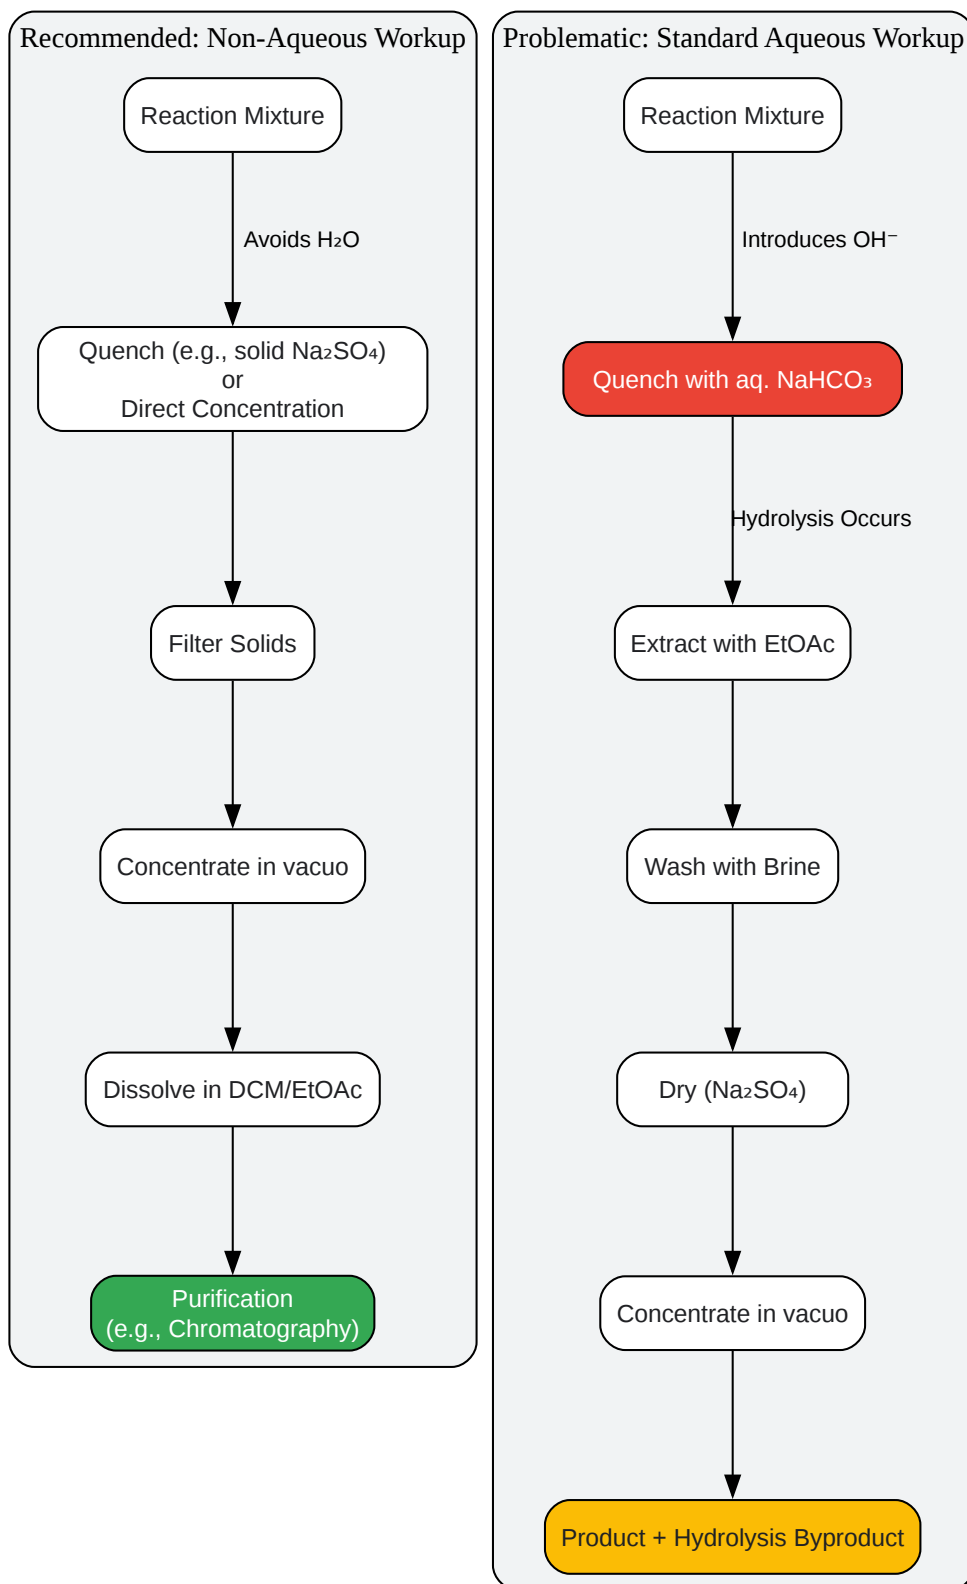 Recommended: Non-Aqueous Workup
Reaction Mixture
Avoids H₂O
Quench (e.g., solid Na₂SO₄)
or
Direct Concentration
Filter Solids
Concentrate in vacuo
Dissolve in DCM/EtOAc
Purification
(e.g., Chromatography)
Problematic: Standard Aqueous Workup
Reaction Mixture
Introduces OH⁻
Quench with aq. NaHCO₃
Hydrolysis Occurs
Extract with EtOAc
Wash with Brine
Dry (Na₂SO₄)
Concentrate in vacuo
Product + Hydrolysis Byproduct